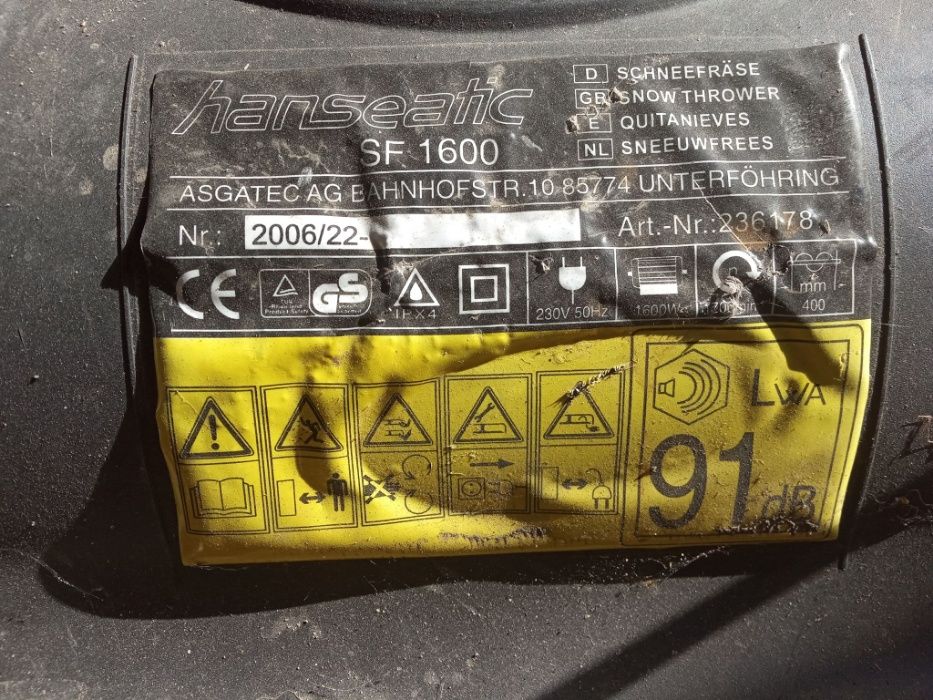 hanseatic
SF 1600
D SCHNEEFRÄSE
GB SNOW THROWER
E QUITANIEVES
NL SNEEUWFREES
ASGATEC AG BAHNHOFSTR.10 85774 UNTERFÖHRING
Nr.: 2006/22- Art.-Nr.:236178
CE GS mm
IPX4 230V 50Hz 1600W 400
LWA
91 dB